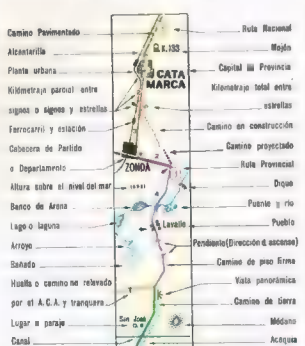 Camino Pavimentado
Alcantarilla
Planta urbana
Kilómetraje parcial entre
signos o signos y estrellas
Ferrocarril y estación
Cabecera de Partido
o Departamento
Altura sobre el nivel del mar
Banco de Arena
Lago o laguna
Arroyo
Bañado
Huella o camino no relevado
por el A.C.A. y tranquera
Lugar o paraje
Canal
K.133
CATA
MARCA
ZONDA
Lavalle
San José
Ruta Nacional
Mojón
Capital Provincia
Kilometraje total entre
estrellas
Camino en construcción
Camino proyectado
Ruta Provincial
Dique
Puente y río
Pueblo
Pendiente (Dirección d. ascenso)
Camino de piso firme
Vista panorámica
Camino de tierra
Médano
Acequia